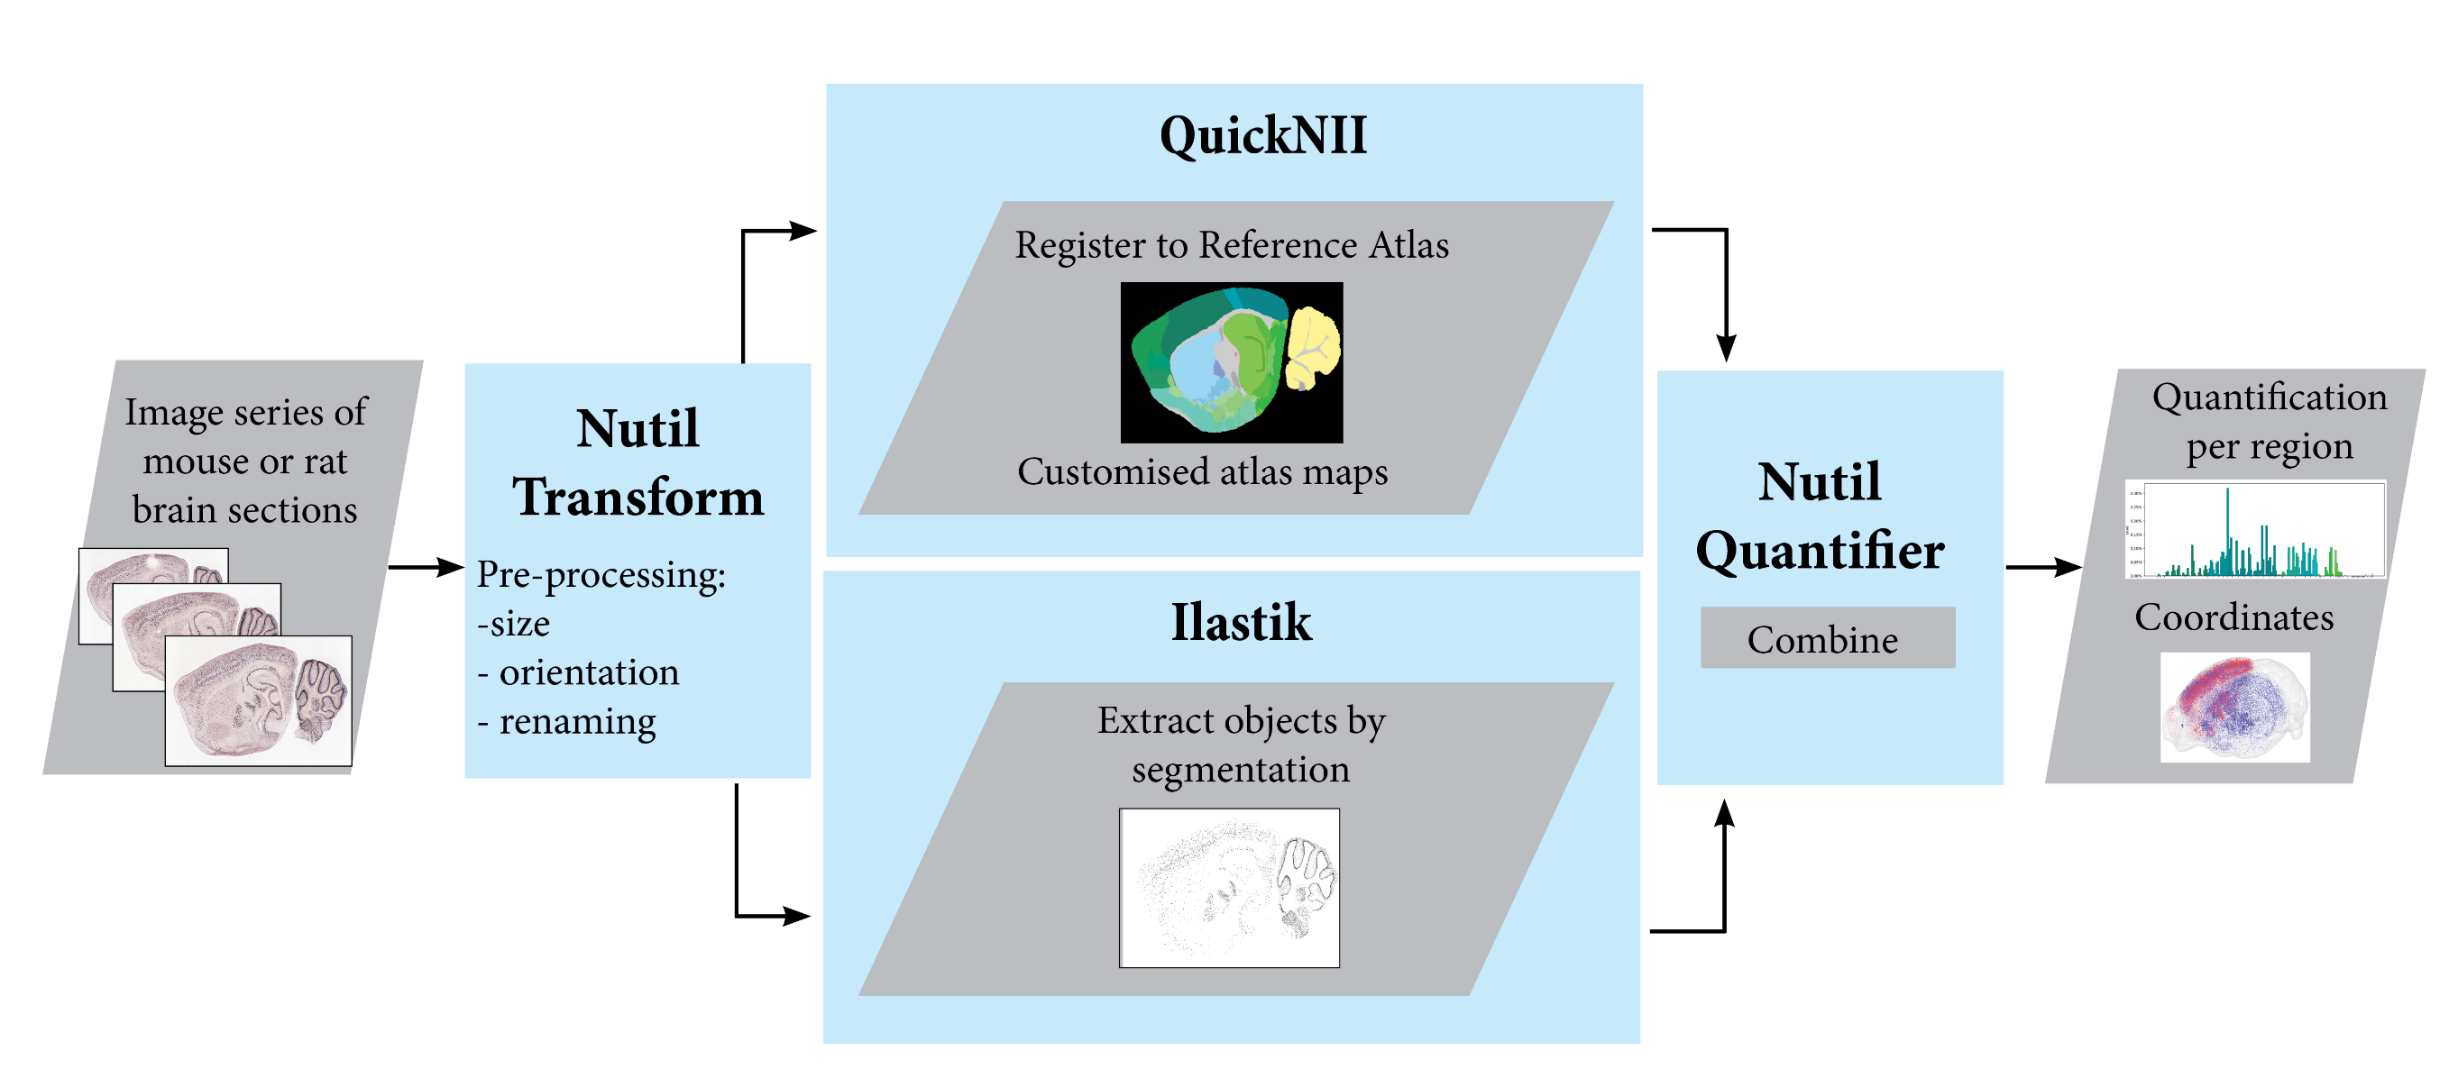 Image series of
mouse or rat
brain sections
Nutil
Transform
Pre-processing:
-size
- orientation
- renaming
QuickNII
Register to Reference Atlas
Customised atlas maps
Ilastik
Extract objects by
segmentation
Nutil
Quantifier
Combine
Quantification
per region
Coordinates